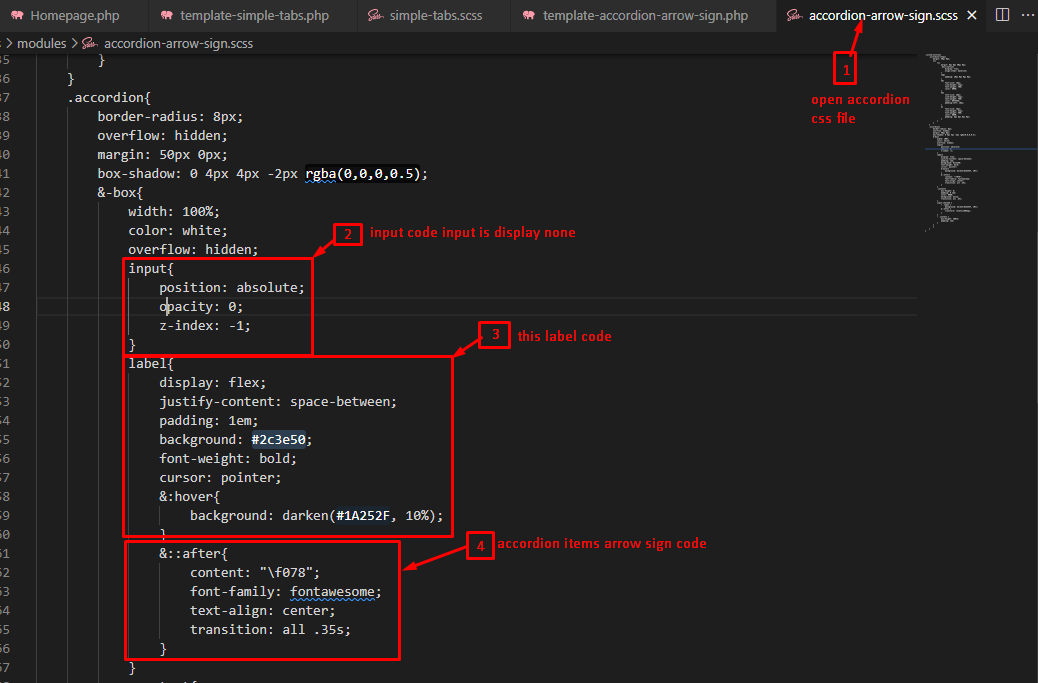 Homepage.php template-simple-tabs.php simple-tabs.scss template-accordion-arrow-sign.php accordion-arrow-sign.scss
modules accordion-arrow-sign.scss
35 }
36 }
37 .accordion{
38 border-radius: 8px;
39 overflow: hidden;
40 margin: 50px 0px;
41 box-shadow: 0 4px 4px -2px rgba(0,0,0,0.5);
42 &-box{
43 width: 100%;
44 color: white;
45 overflow: hidden;
46 input{
47 position: absolute;
48 opacity: 0;
49 z-index: -1;
50 }
51 label{
52 display: flex;
53 justify-content: space-between;
54 padding: 1em;
55 background: #2c3e50;
56 font-weight: bold;
57 cursor: pointer;
58 &:hover{
59 background: darken(#1A252F, 10%);
60 }
61 &::after{
62 content: "\f078";
63 font-family: fontawesome;
64 text-align: center;
65 transition: all .35s;
66 }
67 }
1
open accordion
css file
2 input code input is display none
3 this label code
4 accordion items arrow sign code